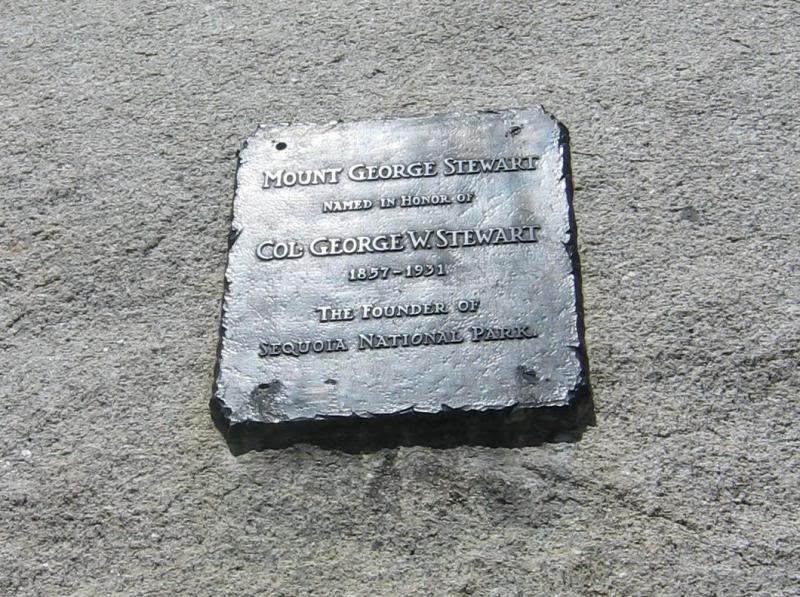 MOUNT GEORGE STEWART
NAMED IN HONOR OF
COL. GEORGE W. STEWART
1857-1931
THE FOUNDER OF
SEQUOIA NATIONAL PARK.